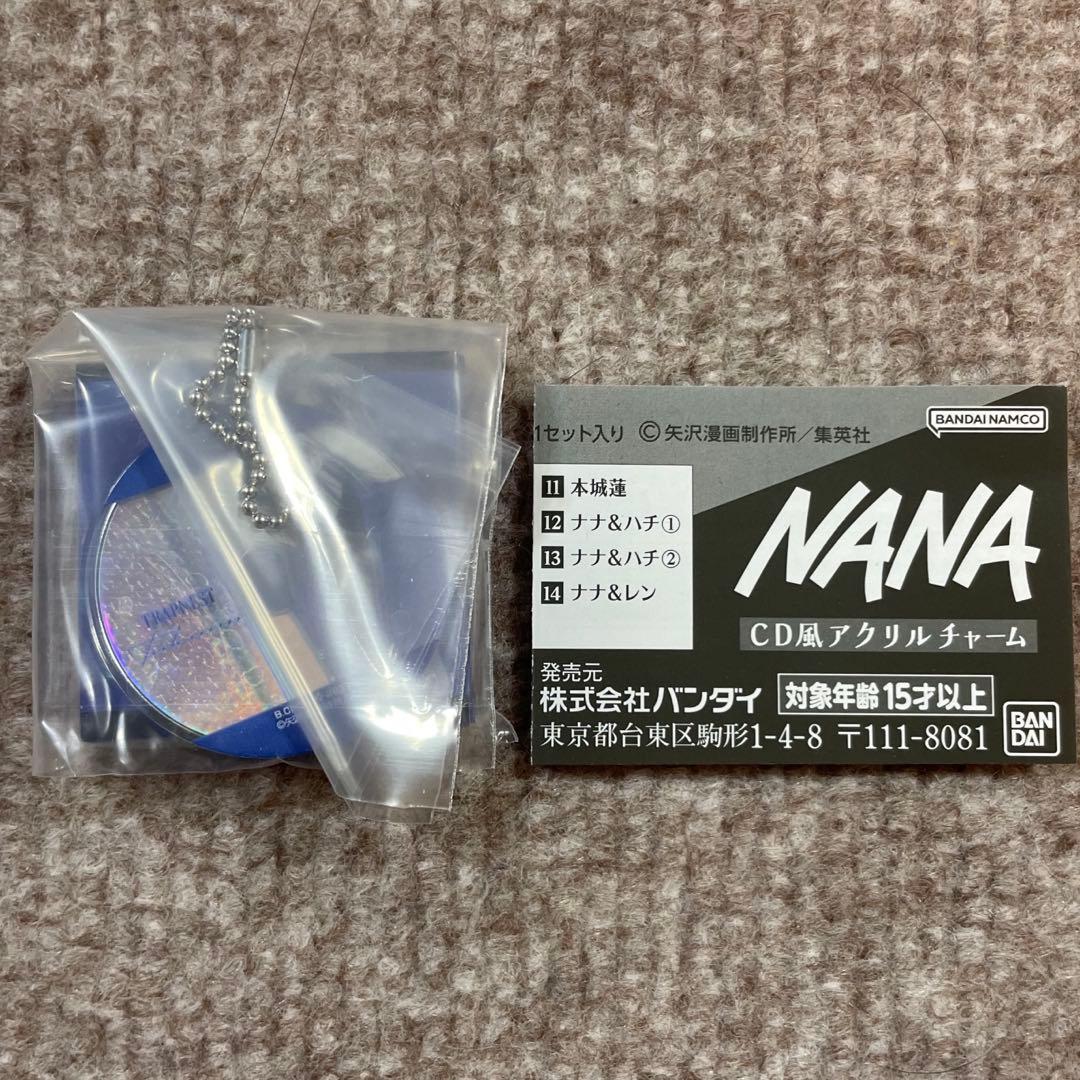 TRAPNEST
B.C
©矢
1セット入り ©矢沢漫画制作所/集英社
BANDAI NAMCO
11 本城蓮
12 ナナ&ハチ①
13 ナナ&ハチ②
14 ナナ&レン
NANA
CD風アクリルチャーム
発売元
株式会社バンダイ 対象年齢15才以上
東京都台東区駒形1-4-8 〒111-8081
BAN
DAI